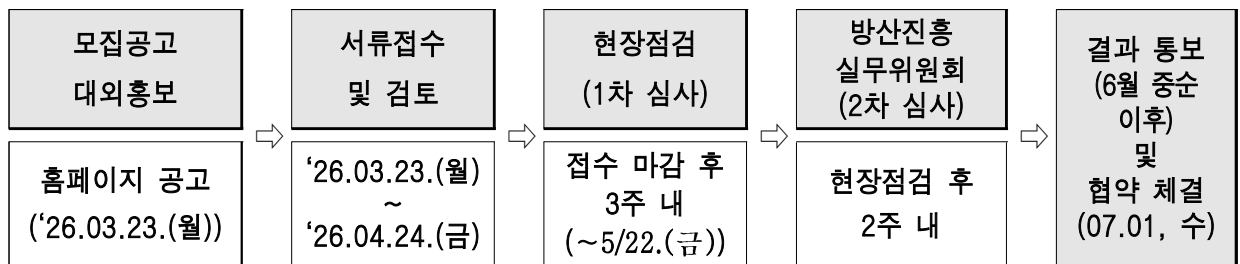 모집공고
대외홍보
홈페이지 공고
(‘26.03.23.(월))
서류접수
및 검토
‘26.03.23.(월)
~
‘26.04.24.(금)
현장점검
(1차 심사)
접수 마감 후
3주 내
(~5/22.(금))
방산진흥
실무위원회
(2차 심사)
현장점검 후
2주 내
결과 통보
(6월 중순
이후)
및
협약 체결
(07.01, 수)